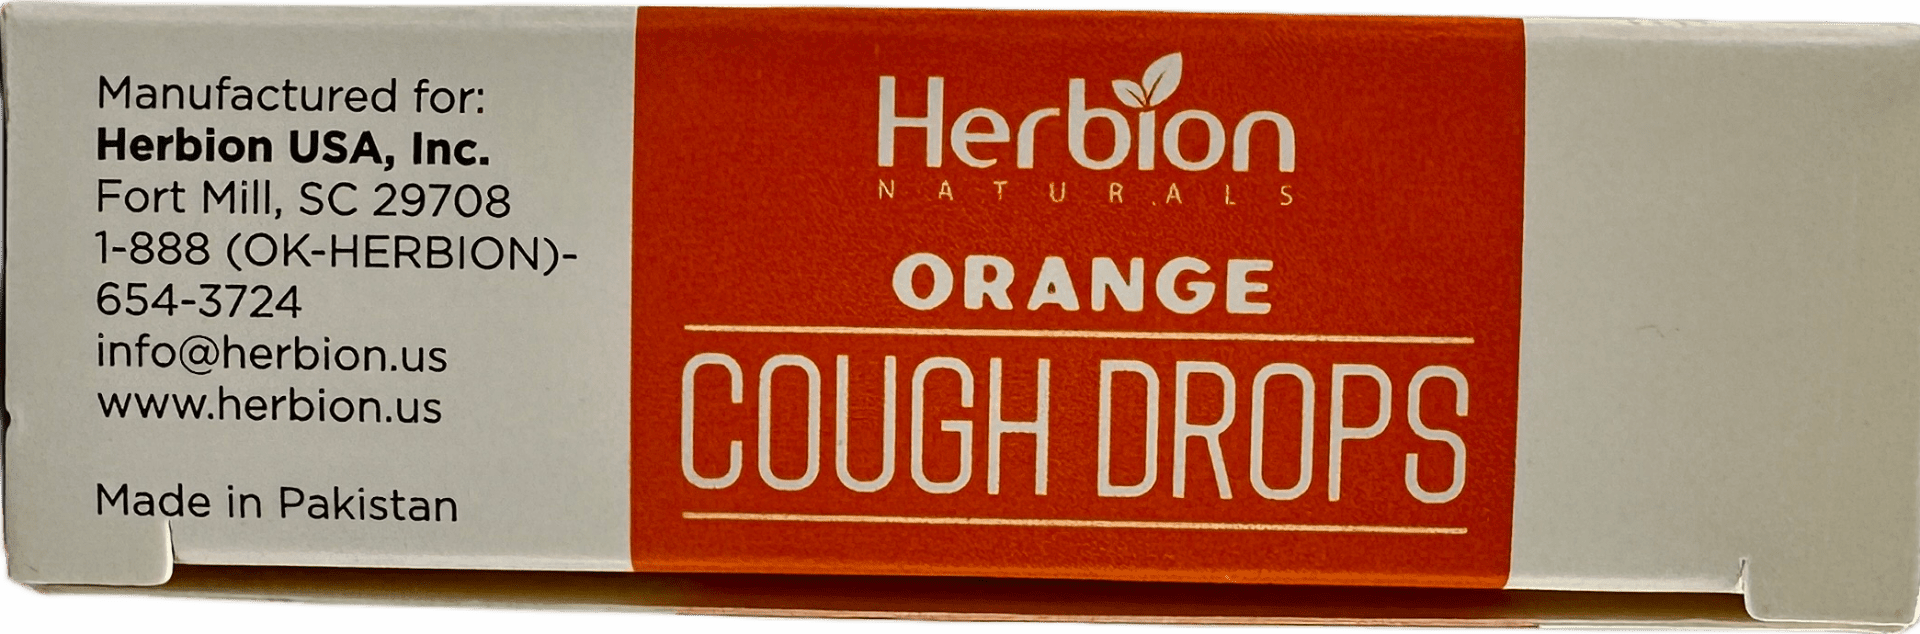 Manufactured for:
Herbion USA, Inc.
Fort Mill, SC 29708
1-888 (OK-HERBION)-
654-3724
info@herbion.us
www.herbion.us
Made in Pakistan
Herbion
NATURALS
ORANGE
COUGH DROPS